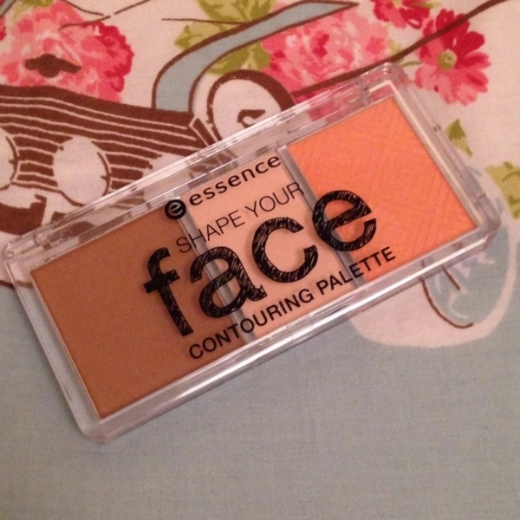 essence
SHAPE YOUR
face
CONTOURING PALETTE